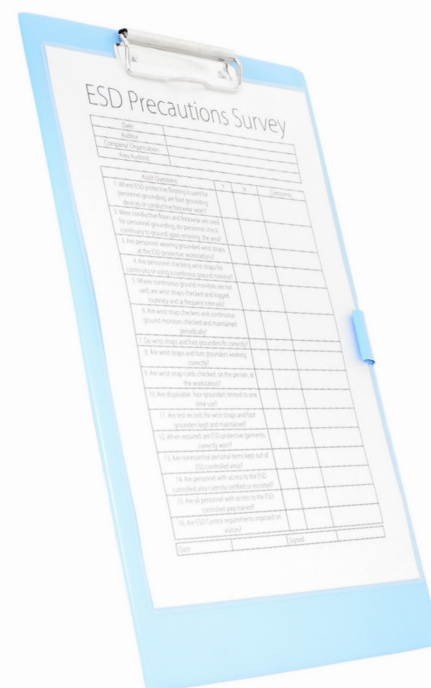 ESD Precautions Survey
Date
Auditor
Company/ Organisation
Area Audited
Audit Questions Y N Comments
1. Where ESD protective flooring is used for
personnel grounding, are foot grounding
devices or conductive footwear worn?
2. Were conductive floors and footwear are used
for personnel grounding, do personnel check
continuity to ground upon entering the area?
3. Are personnel wearing grounded wrist straps
at the ESD protective workstations?
4. Are personnel checking wrist straps for
continuity or using a continuous ground monitor?
5. Where continuous ground monitors are not
used, are wrist straps checked and logged
routinely and at frequent intervals?
6. Are wrist strap checkers and continuous
ground monitors checked and maintained
periodically?
7. Do wrist straps and foot grounders fit correctly?
8. Are wrist straps and foot grounders working
correctly?
9. Are wrist strap cords checked, on the person, at
the workstation?
10. Are disposable foot grounders limited to one
time use?
11. Are test records for wrist straps and foot
grounders kept and maintained?
12. When required, are ESD protective garments
correctly worn?
13. Are nonessential personal items kept out of
ESD controlled areas?
14. Are personnel with access to the ESD
controlled area currently certified or escorted?
15. Are all personnel with access to the ESD
controlled area trained?
16. Are ESD Control requirements imposed on
visitors?
Date Signed